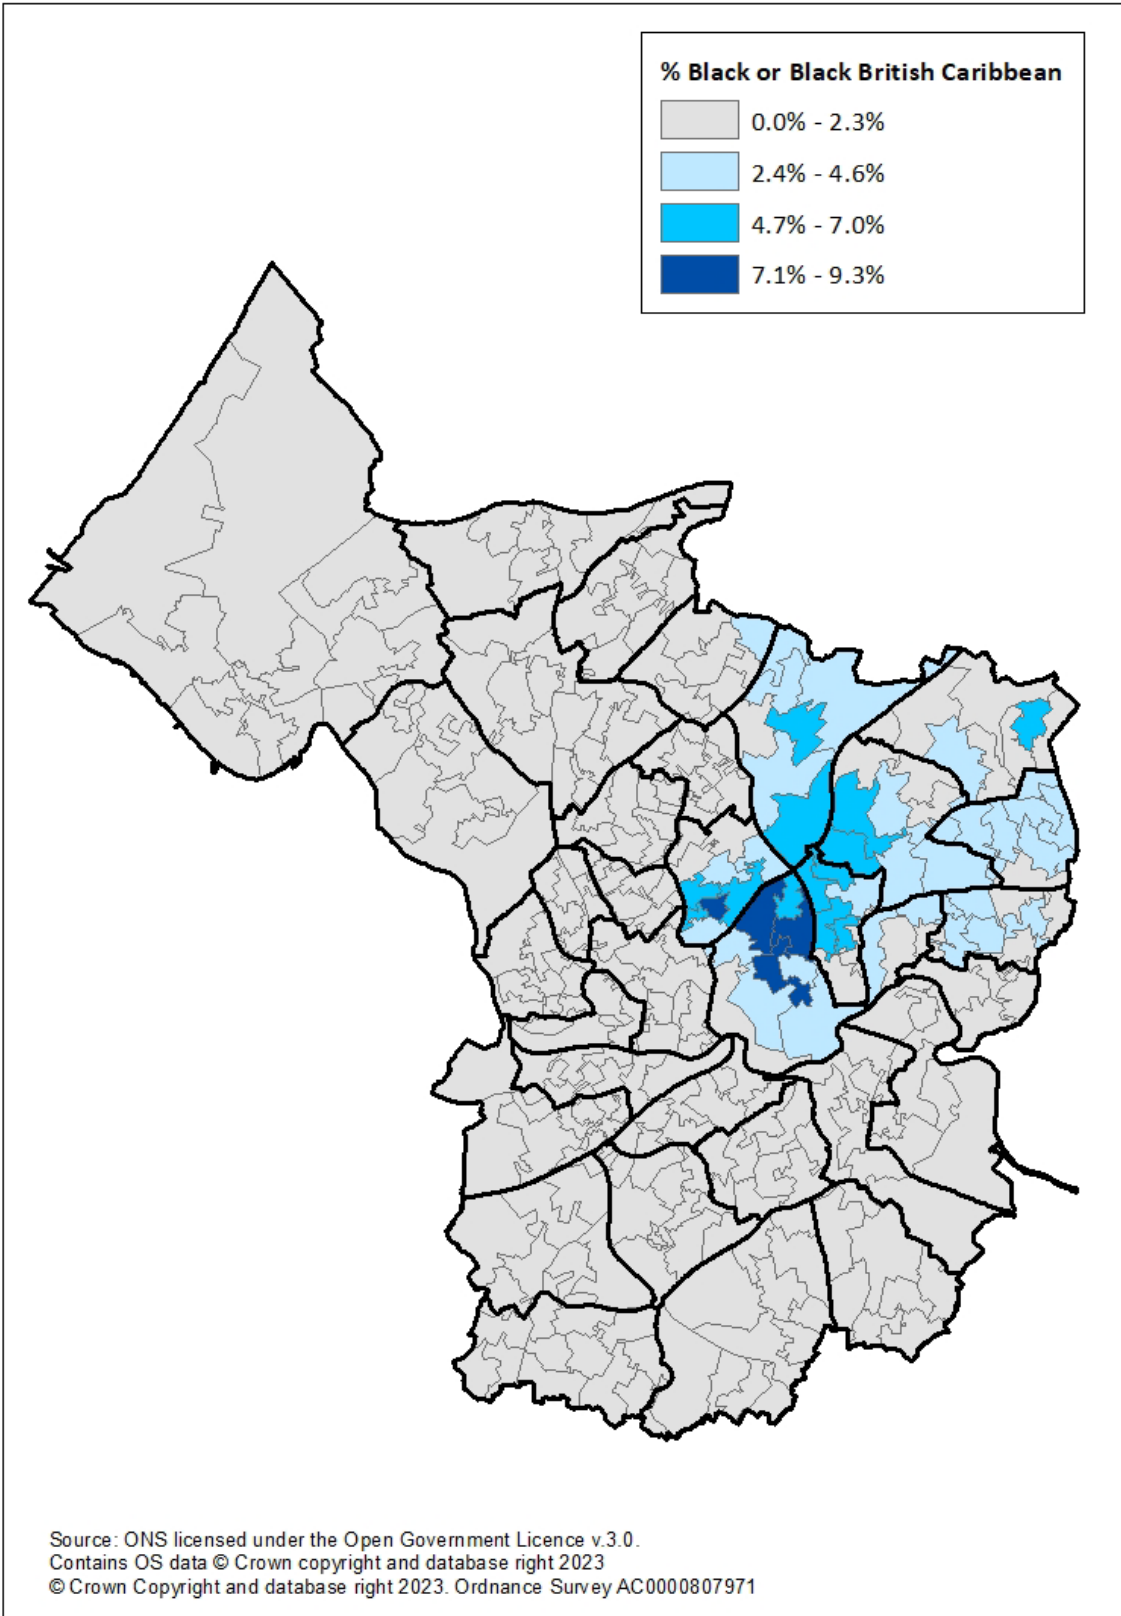 % Black or Black British Caribbean
0.0% - 2.3%
2.4% - 4.6%
4.7% - 7.0%
7.1% - 9.3%
Source: ONS licensed under the Open Government Licence v.3.0.
Contains OS data © Crown copyright and database right 2023
© Crown Copyright and database right 2023. Ordnance Survey AC0000807971